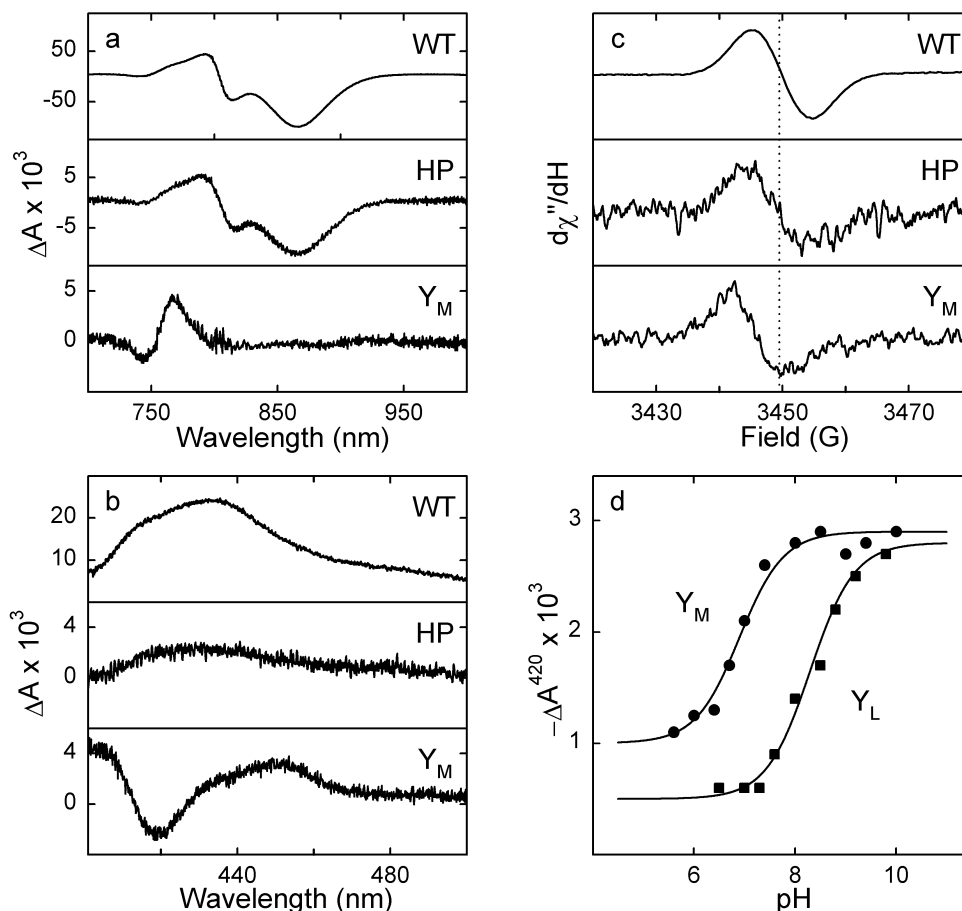 a
WT
50
-50
HP
5
-5
Y_M
5
0
ΔA x 10³
750
850
950
Wavelength (nm)
c
WT
HP
Y_M
dχ"/dH
3430
3450
3470
Field (G)
b
WT
20
10
HP
4
0
Y_M
4
0
ΔA x 10³
440
480
Wavelength (nm)
d
3
2
1
Y_M
Y_L
−ΔA⁴²⁰ x 10³
6
8
10
pH